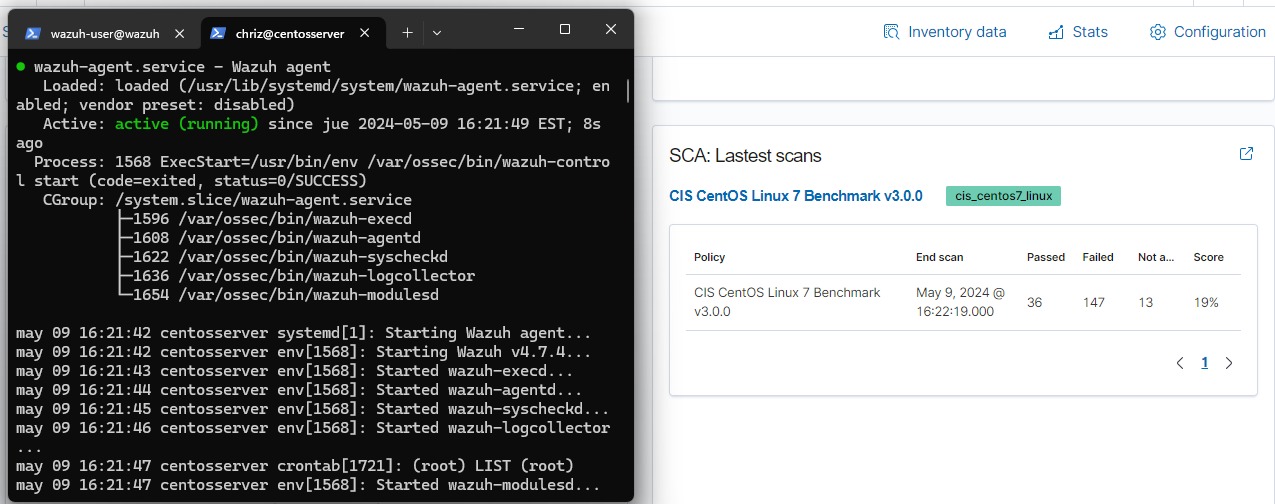 wazuh-user@wazuh
chriz@centosserver
● wazuh-agent.service - Wazuh agent
Loaded: loaded (/usr/lib/systemd/system/wazuh-agent.service; en
abled; vendor preset: disabled)
Active: active (running) since jue 2024-05-09 16:21:49 EST; 8s
ago
Process: 1568 ExecStart=/usr/bin/env /var/ossec/bin/wazuh-contro
l start (code=exited, status=0/SUCCESS)
CGroup: /system.slice/wazuh-agent.service
├─1596 /var/ossec/bin/wazuh-execd
├─1608 /var/ossec/bin/wazuh-agentd
├─1622 /var/ossec/bin/wazuh-syscheckd
├─1636 /var/ossec/bin/wazuh-logcollector
└─1654 /var/ossec/bin/wazuh-modulesd
may 09 16:21:42 centosserver systemd[1]: Starting Wazuh agent...
may 09 16:21:42 centosserver env[1568]: Starting Wazuh v4.7.4...
may 09 16:21:43 centosserver env[1568]: Started wazuh-execd...
may 09 16:21:44 centosserver env[1568]: Started wazuh-agentd...
may 09 16:21:45 centosserver env[1568]: Started wazuh-syscheckd...
may 09 16:21:46 centosserver env[1568]: Started wazuh-logcollector
...
may 09 16:21:47 centosserver crontab[1721]: (root) LIST (root)
may 09 16:21:47 centosserver env[1568]: Started wazuh-modulesd...
Inventory data
Stats
Configuration
SCA: Lastest scans
CIS CentOS Linux 7 Benchmark v3.0.0
cis_centos7_linux
Policy End scan Passed Failed Not a... Score
CIS CentOS Linux 7 Benchmark
v3.0.0
May 9, 2024 @
16:22:19.000
36 147 13 19%
1